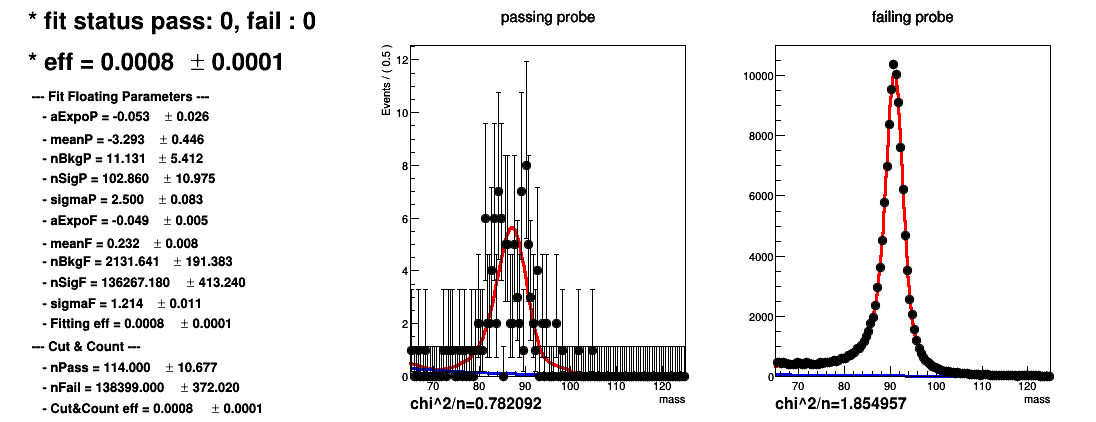 * fit status pass: 0, fail : 0
* eff = 0.0008 ± 0.0001
--- Fit Floating Parameters ---
- aExpoP = -0.053 ± 0.026
- meanP = -3.293 ± 0.446
- nBkgP = 11.131 ± 5.412
- nSigP = 102.860 ± 10.975
- sigmaP = 2.500 ± 0.083
- aExpoF = -0.049 ± 0.005
- meanF = 0.232 ± 0.008
- nBkgF = 2131.641 ± 191.383
- nSigF = 136267.180 ± 413.240
- sigmaF = 1.214 ± 0.011
- Fitting eff = 0.0008 ± 0.0001
--- Cut & Count ---
- nPass = 114.000 ± 10.677
- nFail = 138399.000 ± 372.020
- Cut&Count eff = 0.0008 ± 0.0001
passing probe
Events / ( 0.5 )
12
10
8
6
4
2
0
70 80 90 100 110 120
mass
chi^2/n=0.782092
failing probe
10000
8000
6000
4000
2000
0
70 80 90 100 110 120
mass
chi^2/n=1.854957